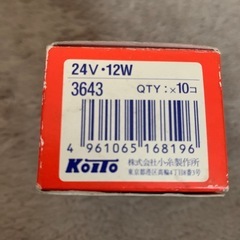 24V・12W
3643 QTY：×10コ
4 961065 168196
KOITO
株式会社小糸製作所
東京都港区高輪4丁目8番3号